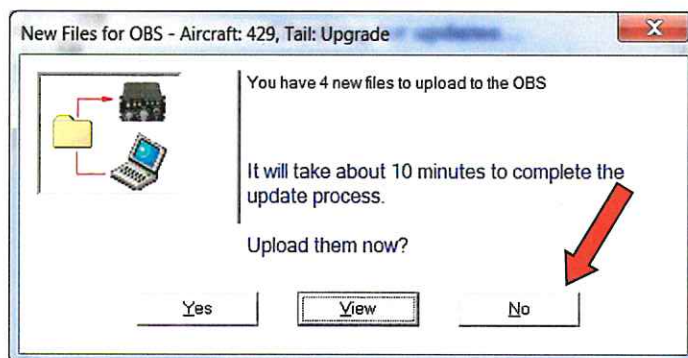 New Files for OBS - Aircraft: 429, Tail: Upgrade
You have 4 new files to upload to the OBS
It will take about 10 minutes to complete the
update process.
Upload them now?
Yes
View
No